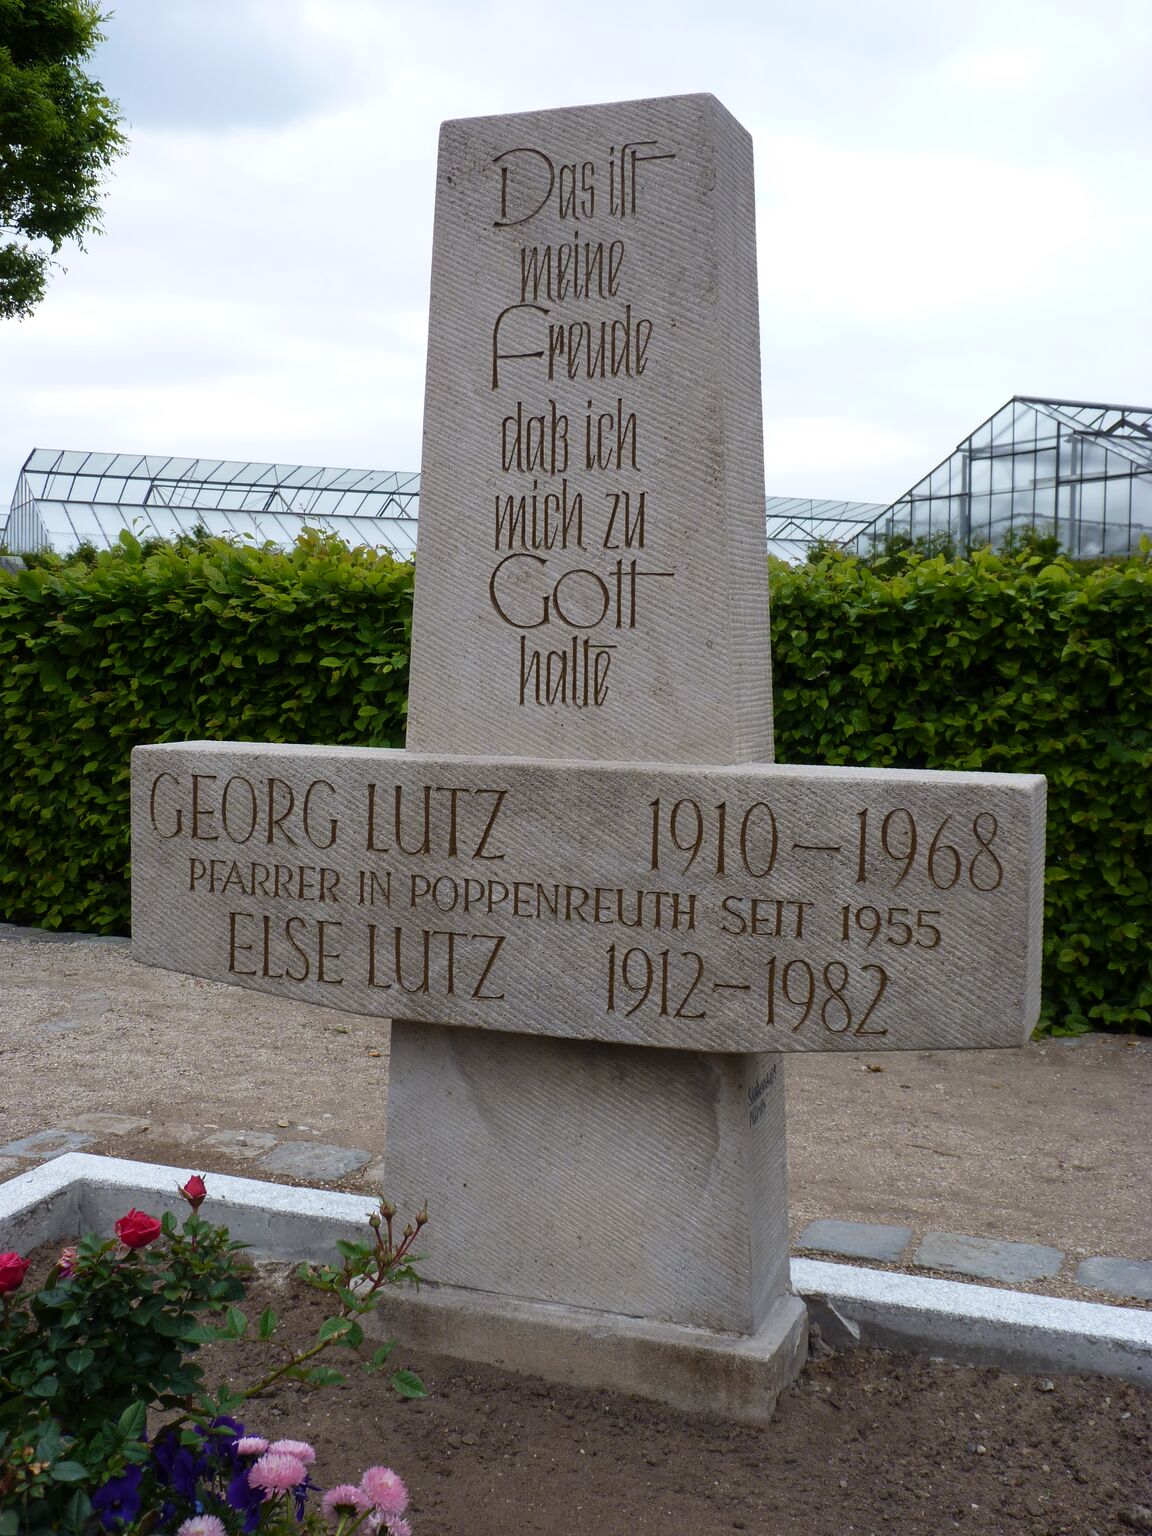 Das ist
meine
Freude
daß ich
mich zu
Gott
halte
GEORG LUTZ 1910–1968
PFARRER IN POPPENREUTH SEIT 1955
ELSE LUTZ 1912–1982